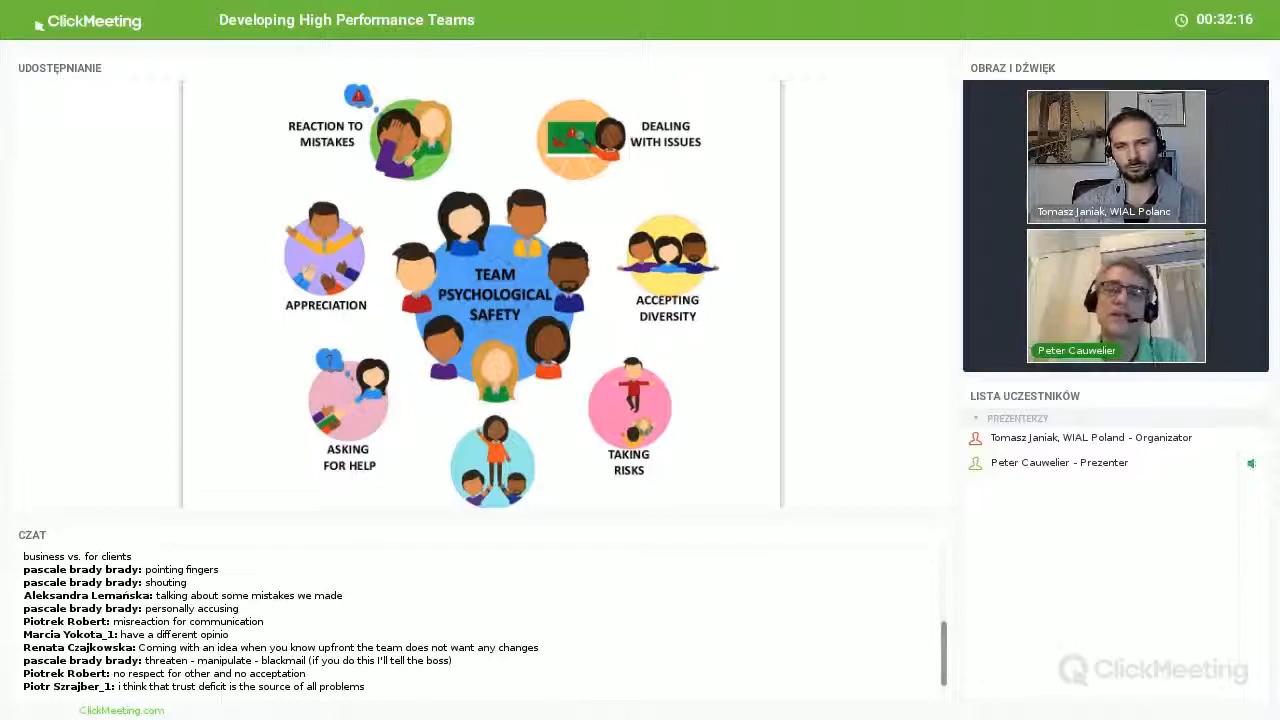 ClickMeeting
Developing High Performance Teams
00:32:16
UDOSTĘPNIANIE
REACTION TO
MISTAKES
DEALING
WITH ISSUES
APPRECIATION
TEAM
PSYCHOLOGICAL
SAFETY
ACCEPTING
DIVERSITY
ASKING
FOR HELP
TAKING
RISKS
OBRAZ I DŹWIĘK
Tomasz Janiak, WIAL Poland
Peter Cauwelier
LISTA UCZESTNIKÓW
PREZENTERZY
Tomasz Janiak, WIAL Poland - Organizator
Peter Cauwelier - Prezenter
CZAT
business vs. for clients
pascale brady brady: pointing fingers
pascale brady brady: shouting
Aleksandra Lemańska: talking about some mistakes we made
pascale brady brady: personally accusing
Piotrek Robert: misreaction for communication
Marcia Yokota_1: have a different opinio
Renata Czajkowska: Coming with an idea when you know upfront the team does not want any changes
pascale brady brady: threaten - manipulate - blackmail (if you do this I'll tell the boss)
Piotrek Robert: no respect for other and no acceptation
Piotr Szrajber_1: i think that trust deficit is the source of all problems
ClickMeeting
ClickMeeting.com